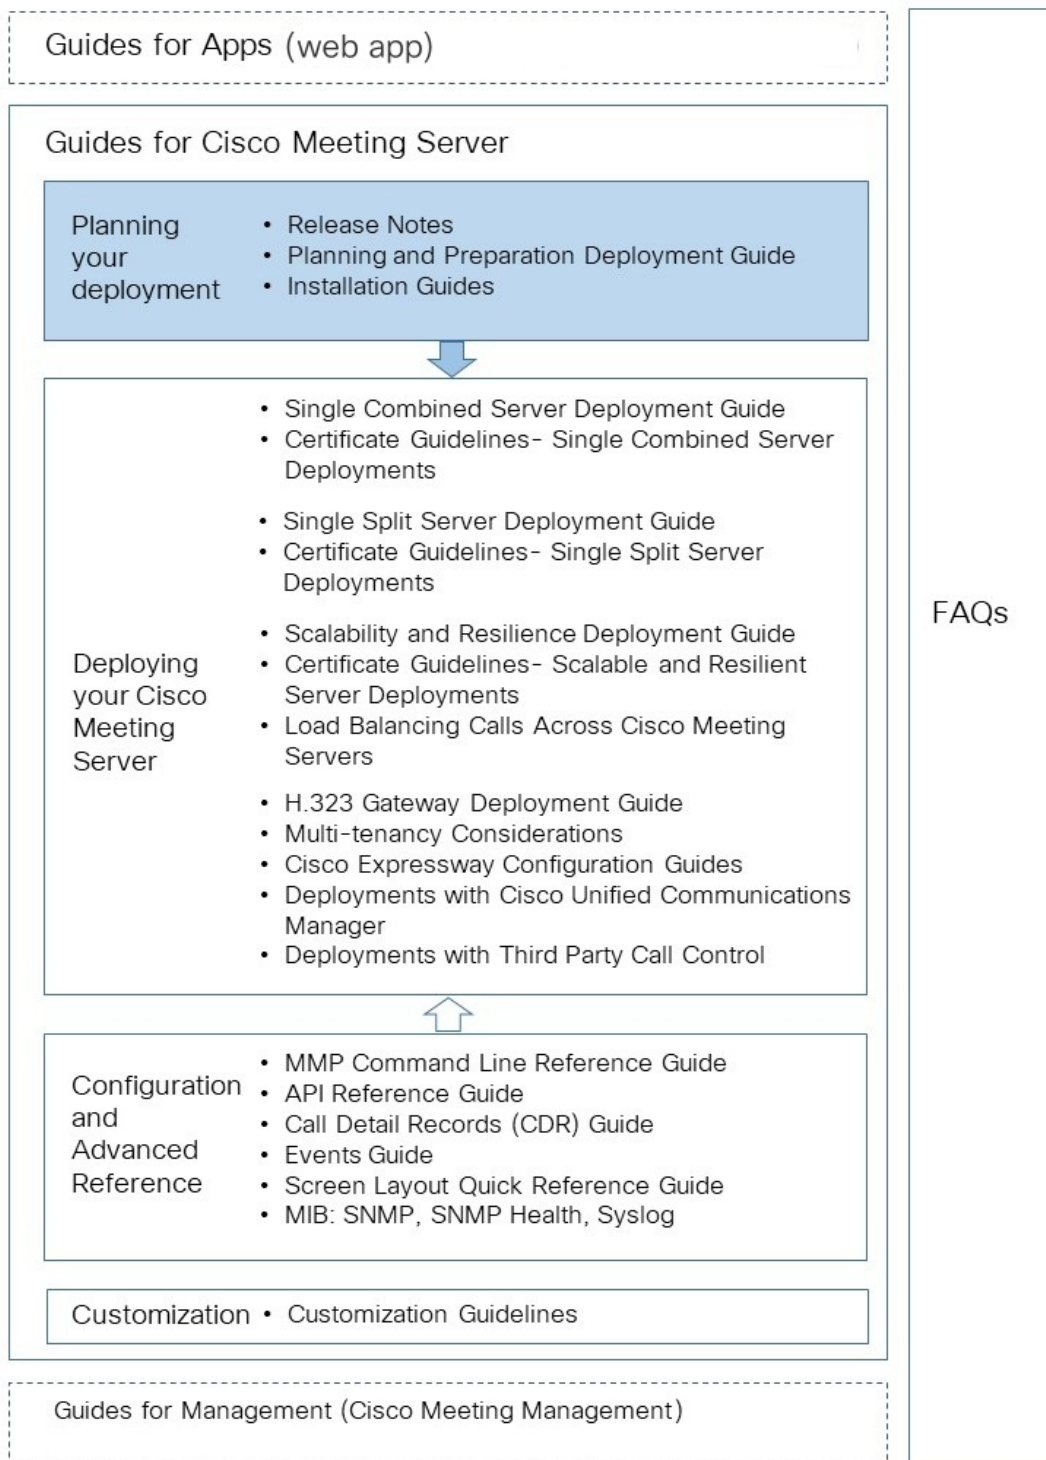 Guides for Apps (web app)
Guides for Cisco Meeting Server
Planning
your
deployment
• Release Notes
• Planning and Preparation Deployment Guide
• Installation Guides
Deploying
your Cisco
Meeting
Server
• Single Combined Server Deployment Guide
• Certificate Guidelines- Single Combined Server
Deployments
• Single Split Server Deployment Guide
• Certificate Guidelines- Single Split Server
Deployments
• Scalability and Resilience Deployment Guide
• Certificate Guidelines- Scalable and Resilient
Server Deployments
• Load Balancing Calls Across Cisco Meeting
Servers
• H.323 Gateway Deployment Guide
• Multi-tenancy Considerations
• Cisco Expressway Configuration Guides
• Deployments with Cisco Unified Communications
Manager
• Deployments with Third Party Call Control
Configuration
and
Advanced
Reference
• MMP Command Line Reference Guide
• API Reference Guide
• Call Detail Records (CDR) Guide
• Events Guide
• Screen Layout Quick Reference Guide
• MIB: SNMP, SNMP Health, Syslog
Customization • Customization Guidelines
Guides for Management (Cisco Meeting Management)
FAQs